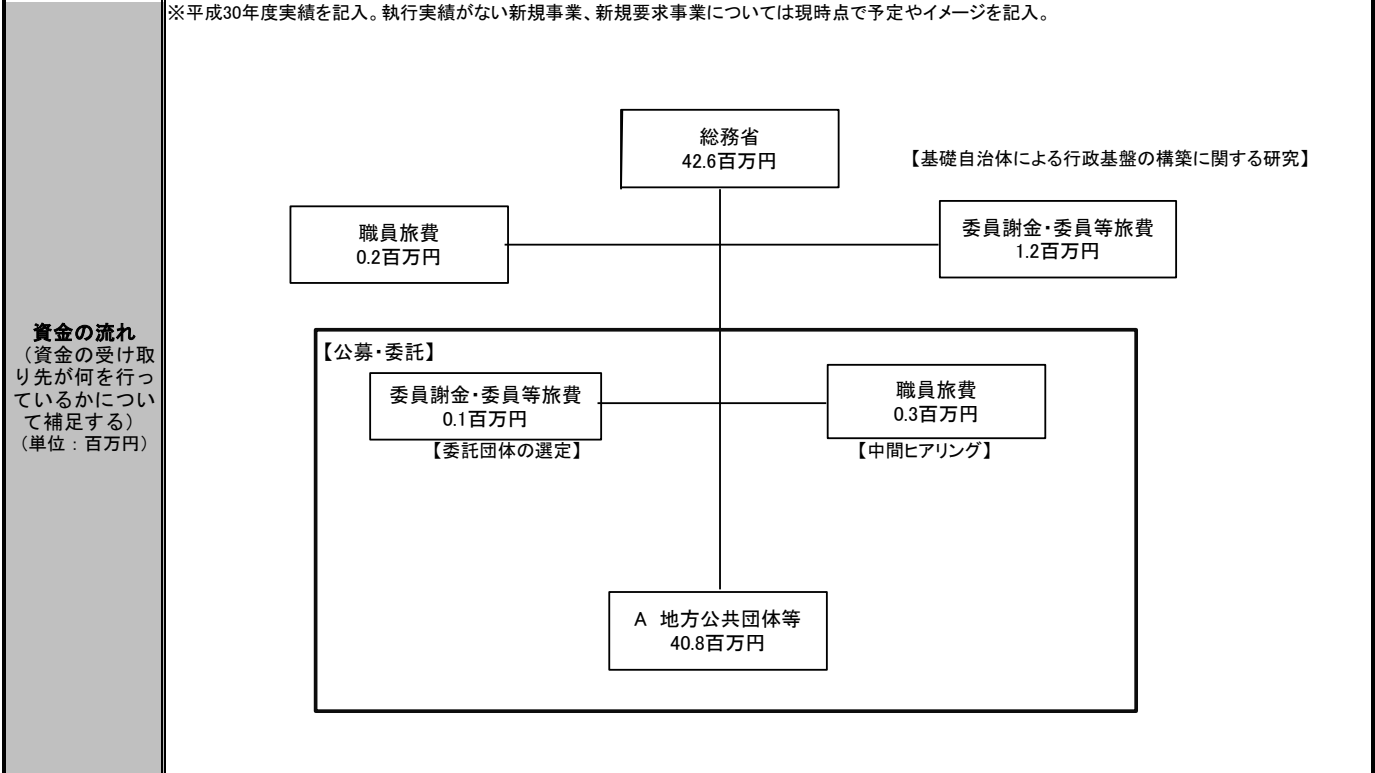 ※平成30年度実績を記入。執行実績がない新規事業、新規要求事業については現時点で予定やイメージを記入。
資金の流れ
（資金の受け取
り先が何を行っ
ているかについ
て補足する）
（単位：百万円）
総務省
42.6百万円
【基礎自治体による行政基盤の構築に関する研究】
職員旅費
0.2百万円
委員謝金・委員等旅費
1.2百万円
【公募・委託】
委員謝金・委員等旅費
0.1百万円
【委託団体の選定】
職員旅費
0.3百万円
【中間ヒアリング】
A　地方公共団体等
40.8百万円